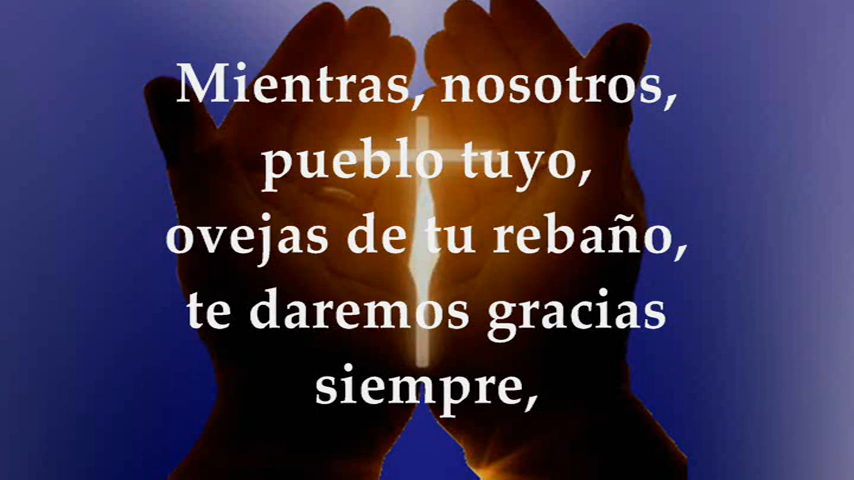 Mientras, nosotros,
pueblo tuyo,
ovejas de tu rebaño,
te daremos gracias
siempre,